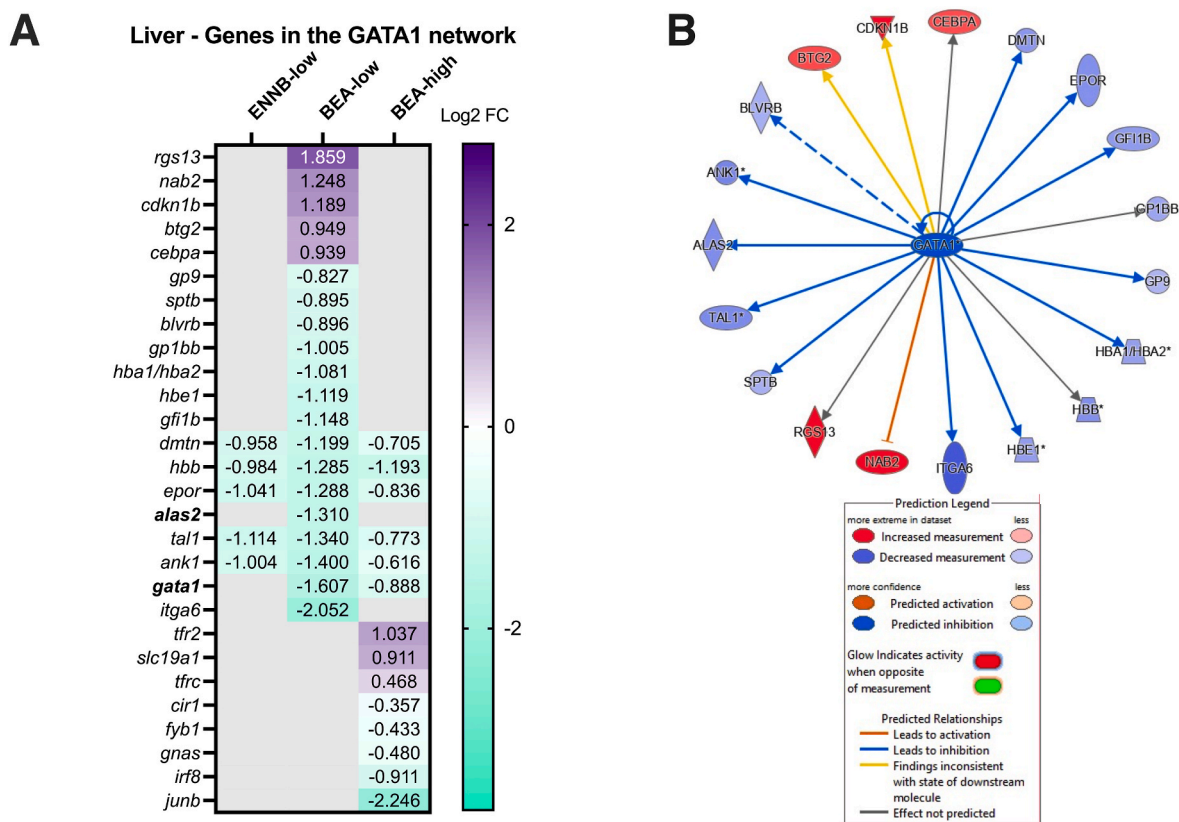 A
Liver - Genes in the GATA1 network
ENNB-low
BEA-low
BEA-high
Log2 FC
rgs13 1.859
nab2 1.248
cdkn1b 1.189
btg2 0.949
cebpa 0.939
gp9 -0.827
sptb -0.895
blvrb -0.896
gp1bb -1.005
hba1/hba2 -1.081
hbe1 -1.119
gfi1b -1.148
dmtn -0.958 -1.199 -0.705
hbb -0.984 -1.285 -1.193
epor -1.041 -1.288 -0.836
alas2 -1.310
tal1 -1.114 -1.340 -0.773
ank1 -1.004 -1.400 -0.616
gata1 -1.607 -0.888
itga6 -2.052
tfr2 1.037
slc19a1 0.911
tfrc 0.468
cir1 -0.357
fyb1 -0.433
gnas -0.480
irf8 -0.911
junb -2.246
2
0
-2
B
CDKN1B
CEBPA
DMTN
BTG2
EPOR
BLVRB
GFI1B
ANK1*
GP1BB
ALAS2
GATA1*
GP9
TAL1*
HBA1/HBA2*
SPTB
HBB*
RGS13
NAB2
ITGA6
HBE1*
Prediction Legend
more extreme in dataset less
Increased measurement
Decreased measurement
more confidence less
Predicted activation
Predicted inhibition
Glow Indicates activity
when opposite
of measurement
Predicted Relationships
Leads to activation
Leads to inhibition
Findings inconsistent
with state of downstream
molecule
Effect not predicted